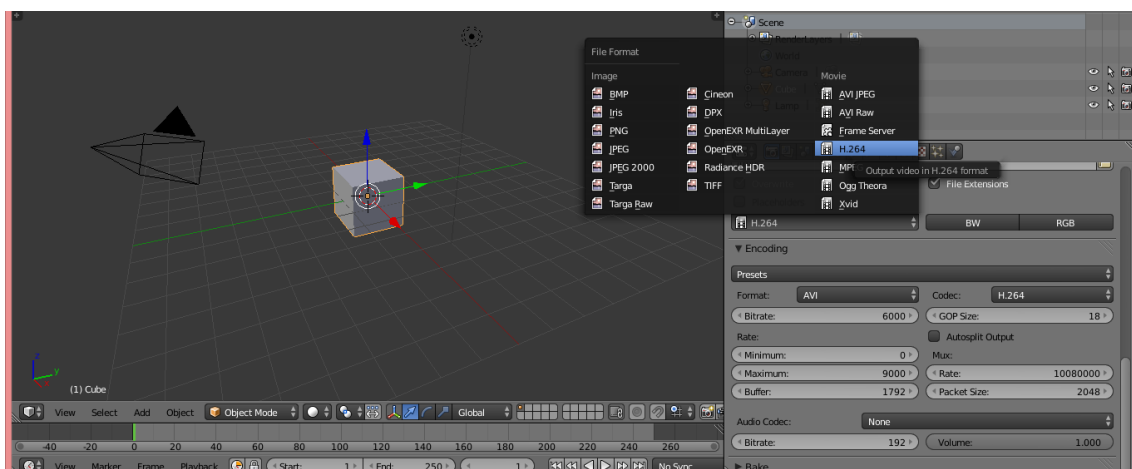 Scene
RenderLayers
World
Camera
Cube
Lamp
File Format
Image
Movie
BMP
Cineon
AVI JPEG
Iris
DPX
AVI Raw
PNG
OpenEXR MultiLayer
Frame Server
JPEG
OpenEXR
H.264
JPEG 2000
Radiance HDR
Output video in H.264 format
Targa
TIFF
Ogg Theora
Targa Raw
Xvid
File Extensions
H.264
BW
RGB
Encoding
Presets
Format:
AVI
Codec:
H.264
Bitrate: 6000
GOP Size: 18
Rate:
Autosplit Output
Minimum: 0
Mux:
Maximum: 9000
Rate: 10080000
Buffer: 1792
Packet Size: 2048
Audio Codec:
None
Bitrate: 192
Volume: 1.000
Bake
z
y
(1) Cube
View Select Add Object Object Mode Global
-40 -20 0 20 40 60 80 100 120 140 160 180 200 220 240 260
View Marker Frame Playback Start: 1 End: 250 1 No Sync